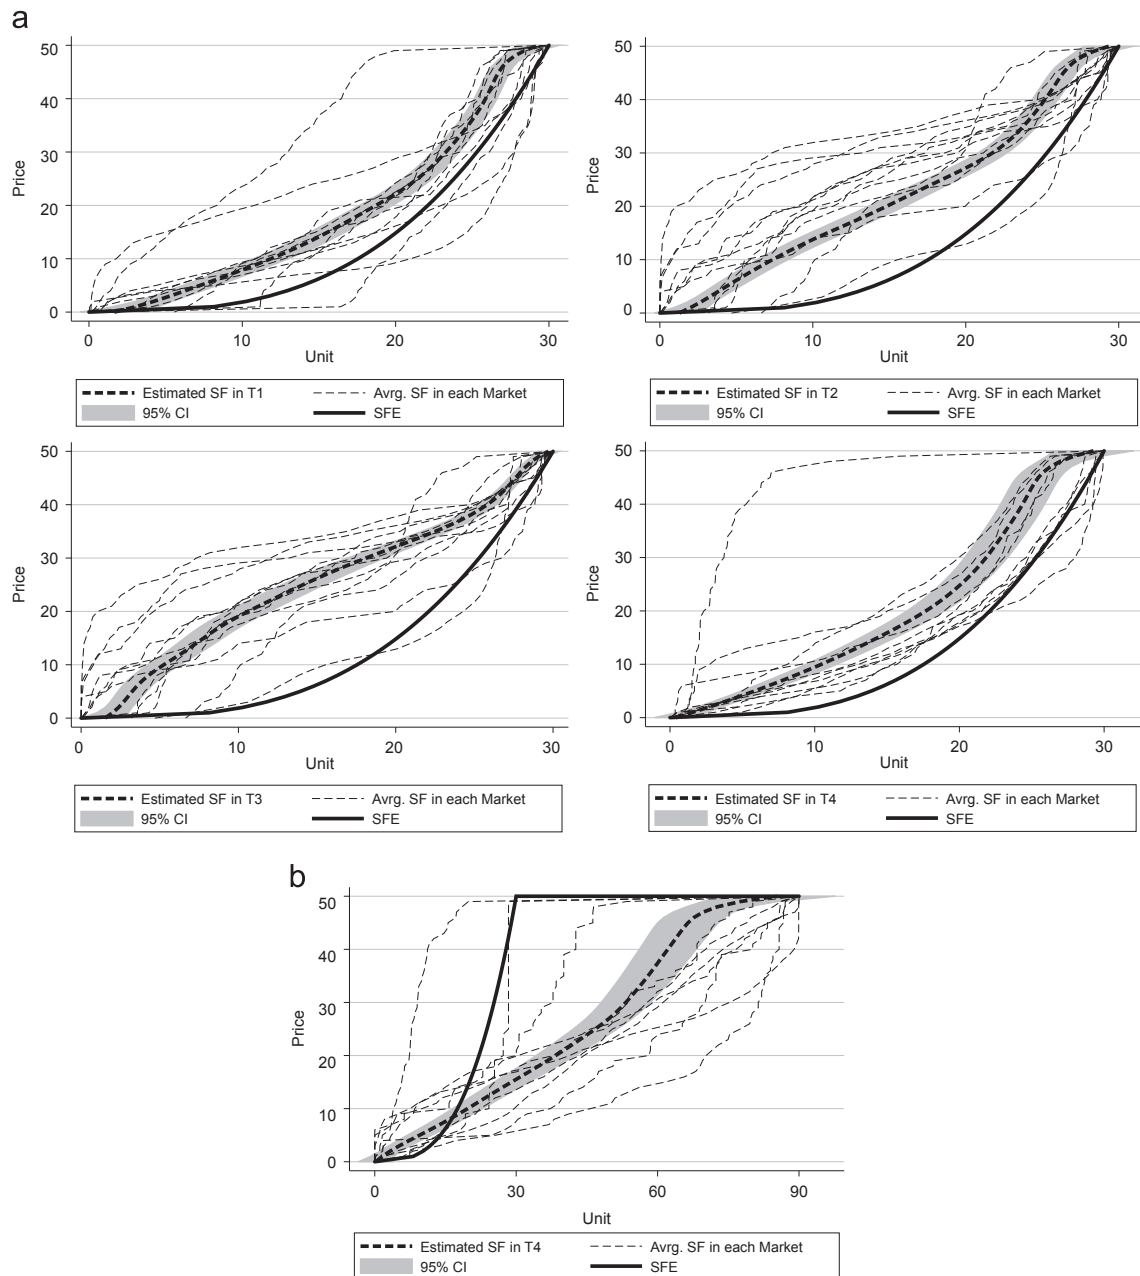 a
50
40
30
20
10
0
Price
0 10 20 30
Unit
Estimated SF in T1 Avrg. SF in each Market
95% CI SFE
50
40
30
20
10
0
Price
0 10 20 30
Unit
Estimated SF in T2 Avrg. SF in each Market
95% CI SFE
50
40
30
20
10
0
Price
0 10 20 30
Unit
Estimated SF in T3 Avrg. SF in each Market
95% CI SFE
50
40
30
20
10
0
Price
0 10 20 30
Unit
Estimated SF in T4 Avrg. SF in each Market
95% CI SFE
b
50
40
30
20
10
0
Price
0 30 60 90
Unit
Estimated SF in T4 Avrg. SF in each Market
95% CI SFE